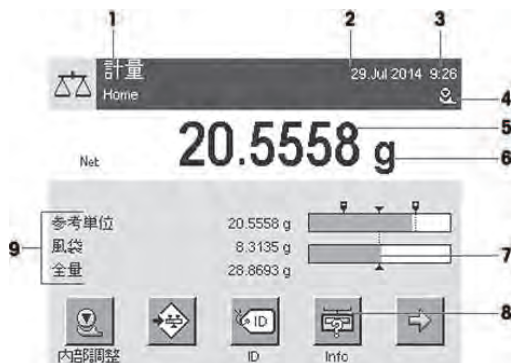 1 2 3
計量 29.Jul 2014 9:26
Home
4
5
Net 20.5558 g
6
参考単位 20.5558 g
9 風袋 8.3135 g 7
全量 28.8693 g
8
ID
内部調整 ID Info